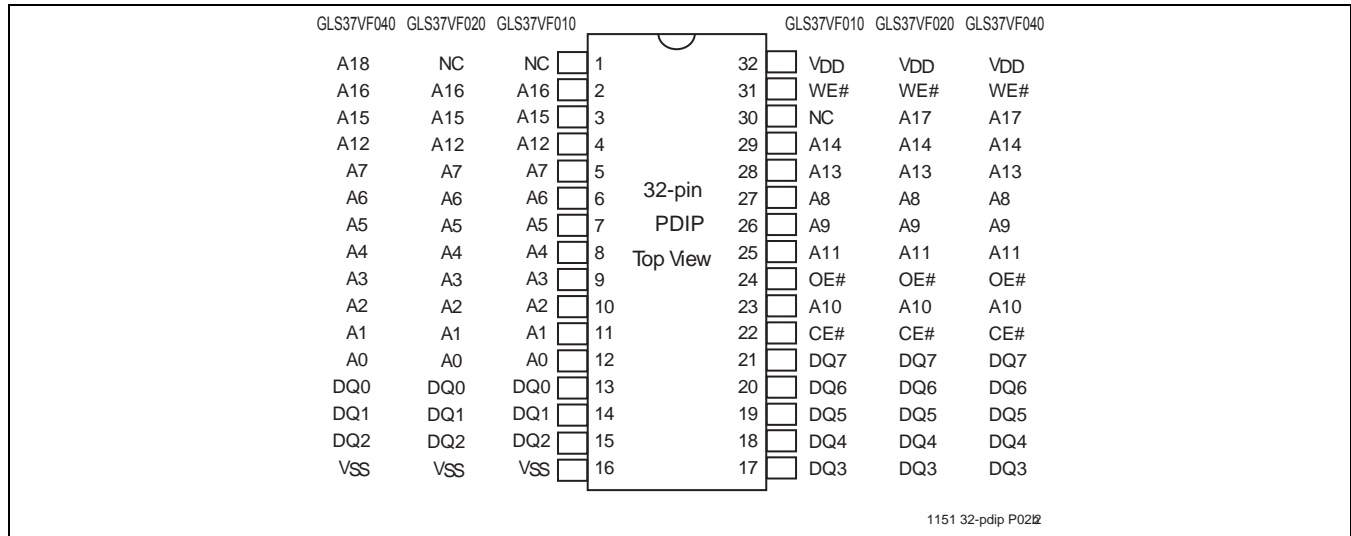 GLS37VF040 GLS37VF020 GLS37VF010 GLS37VF010 GLS37VF020 GLS37VF040
A18 NC NC 1 32 VDD VDD VDD
A16 A16 A16 2 31 WE# WE# WE#
A15 A15 A15 3 30 NC A17 A17
A12 A12 A12 4 29 A14 A14 A14
A7 A7 A7 5 28 A13 A13 A13
A6 A6 A6 6 32-pin 27 A8 A8 A8
A5 A5 A5 7 PDIP 26 A9 A9 A9
A4 A4 A4 8 Top View 25 A11 A11 A11
A3 A3 A3 9 24 OE# OE# OE#
A2 A2 A2 10 23 A10 A10 A10
A1 A1 A1 11 22 CE# CE# CE#
A0 A0 A0 12 21 DQ7 DQ7 DQ7
DQ0 DQ0 DQ0 13 20 DQ6 DQ6 DQ6
DQ1 DQ1 DQ1 14 19 DQ5 DQ5 DQ5
DQ2 DQ2 DQ2 15 18 DQ4 DQ4 DQ4
VSS VSS VSS 16 17 DQ3 DQ3 DQ3
1151 32-pdip